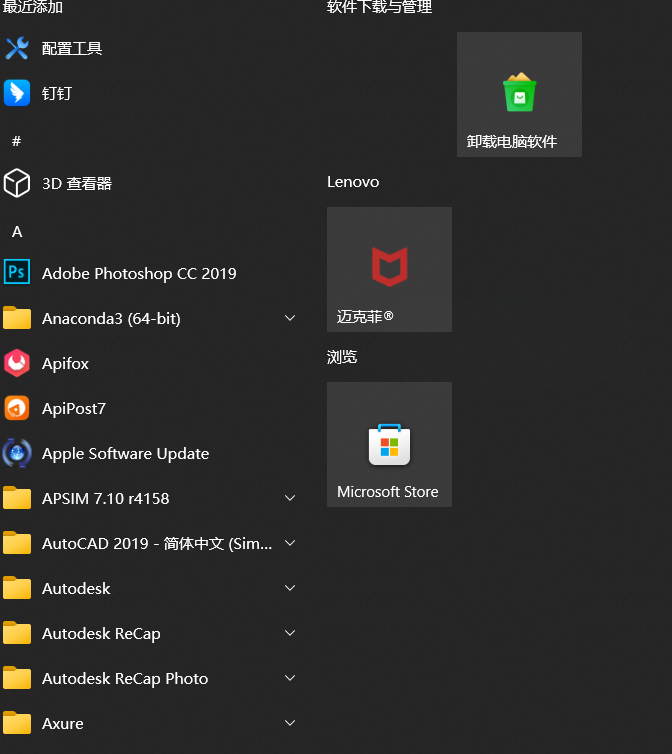 最近添加
配置工具
钉钉
#
3D 查看器
A
Ps
Adobe Photoshop CC 2019
Anaconda3 (64-bit)
Apifox
ApiPost7
Apple Software Update
APSIM 7.10 r4158
AutoCAD 2019 - 简体中文 (Sim...
Autodesk
Autodesk ReCap
Autodesk ReCap Photo
Axure
软件下载与管理
卸载电脑软件
Lenovo
迈克菲®
浏览
Microsoft Store